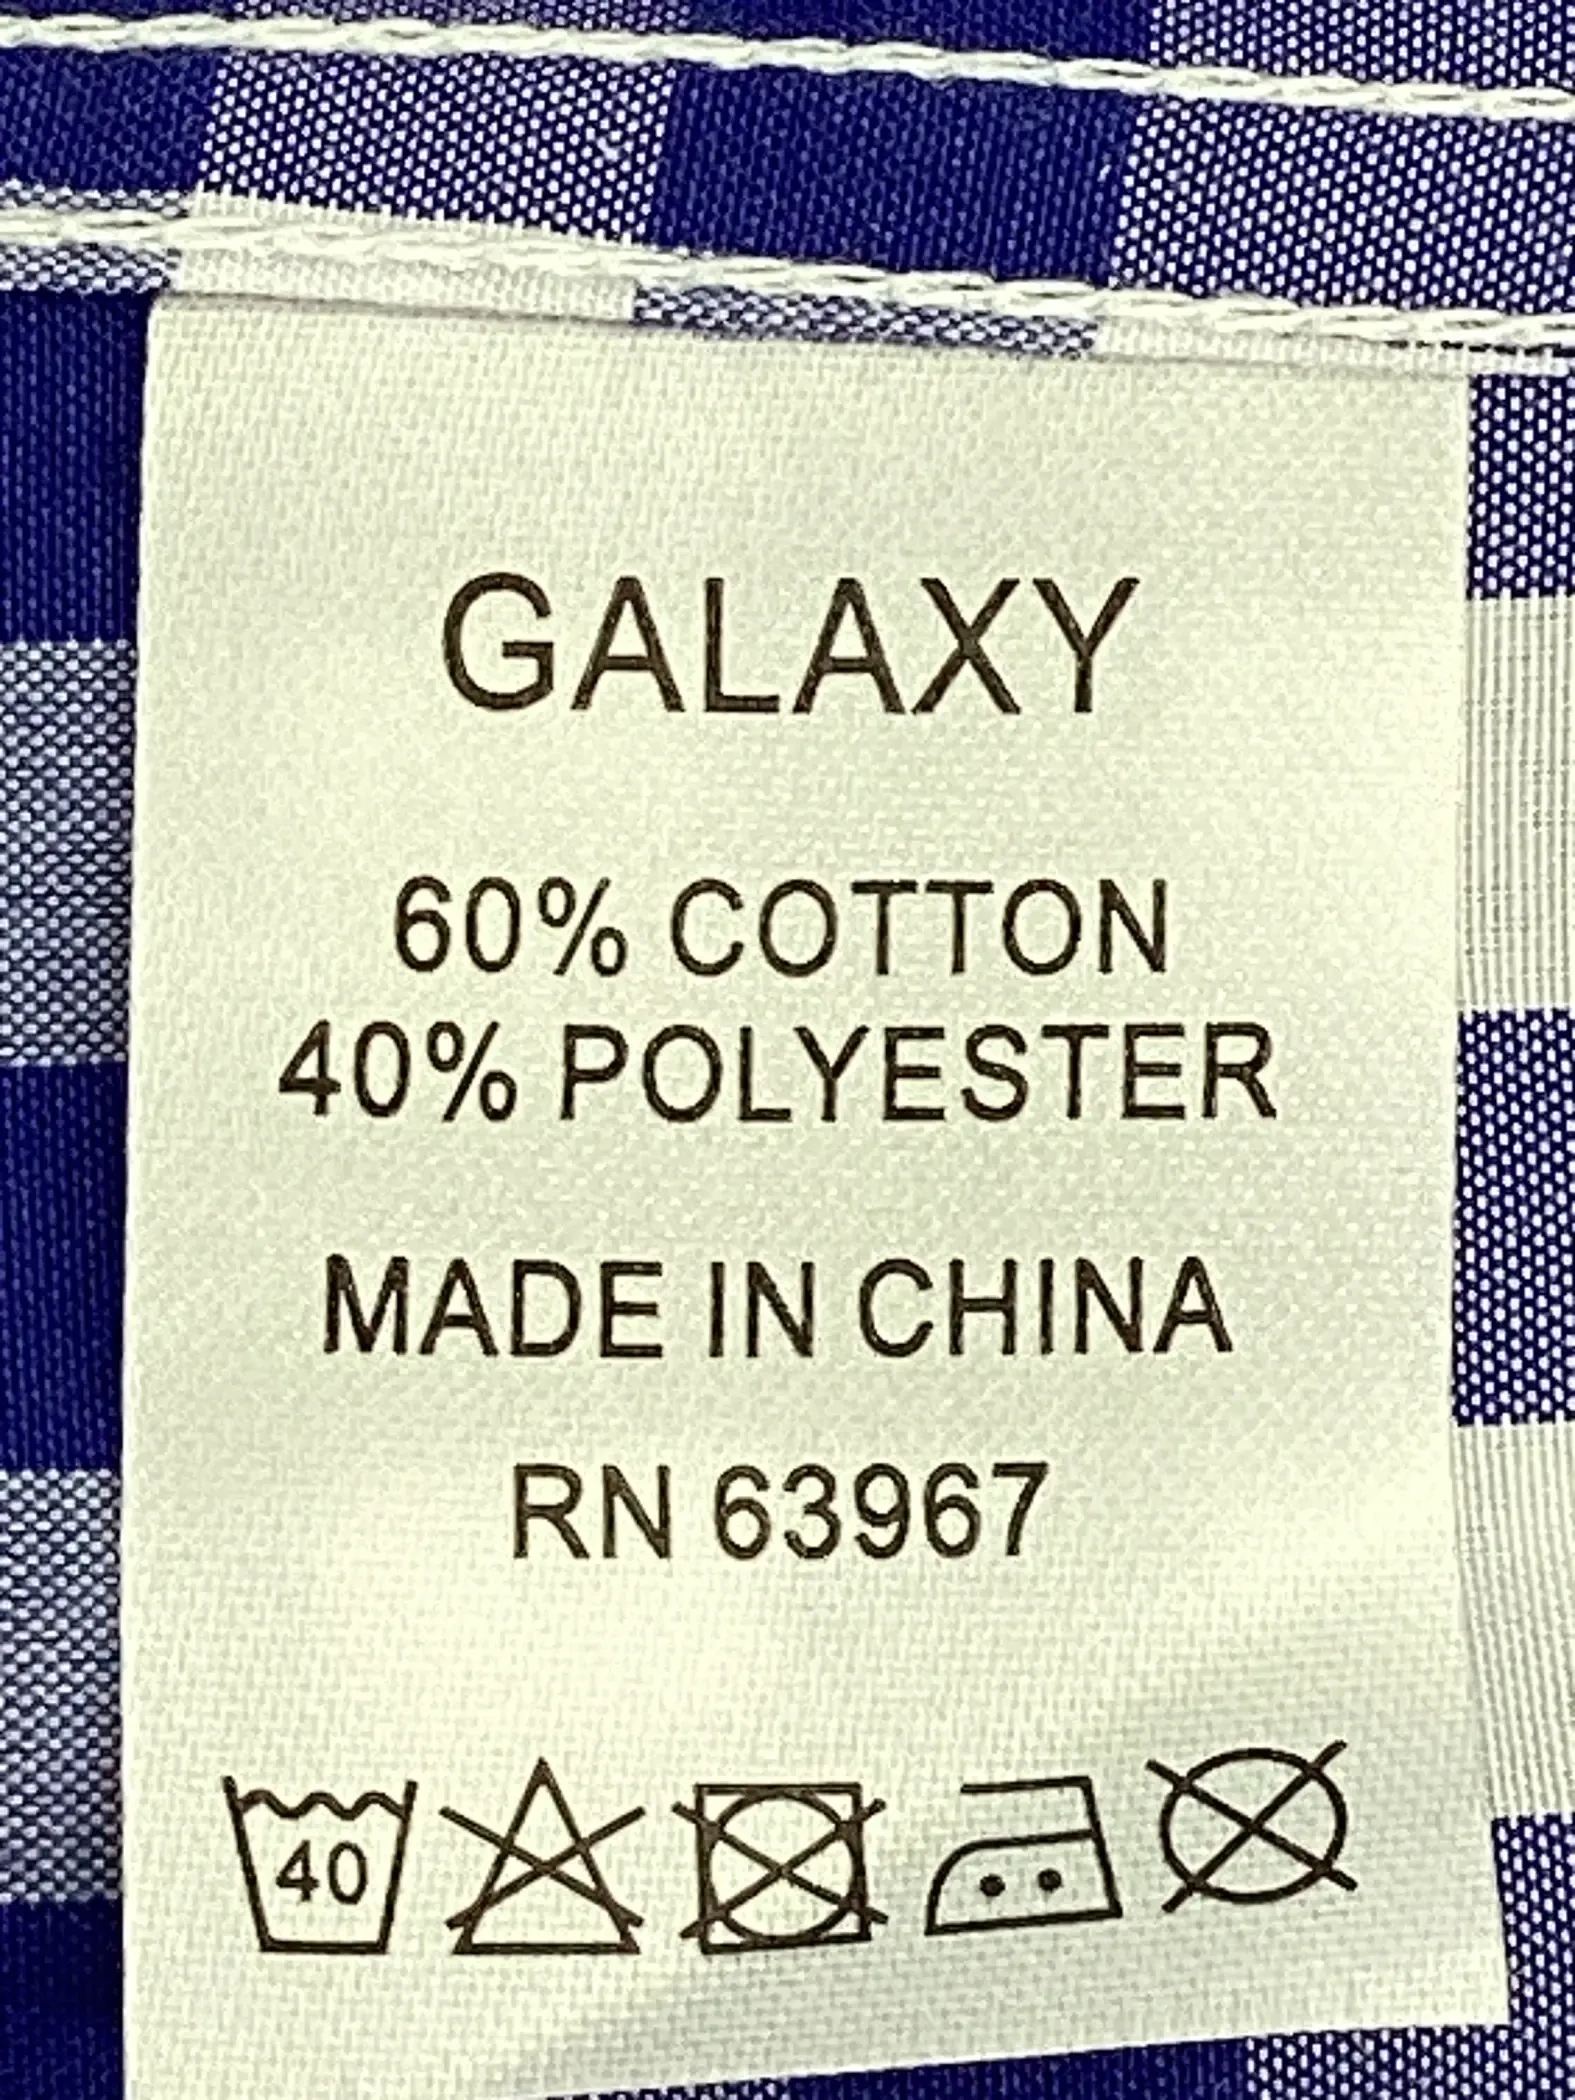 GALAXY
60% COTTON
40% POLYESTER
MADE IN CHINA
RN 63967
40